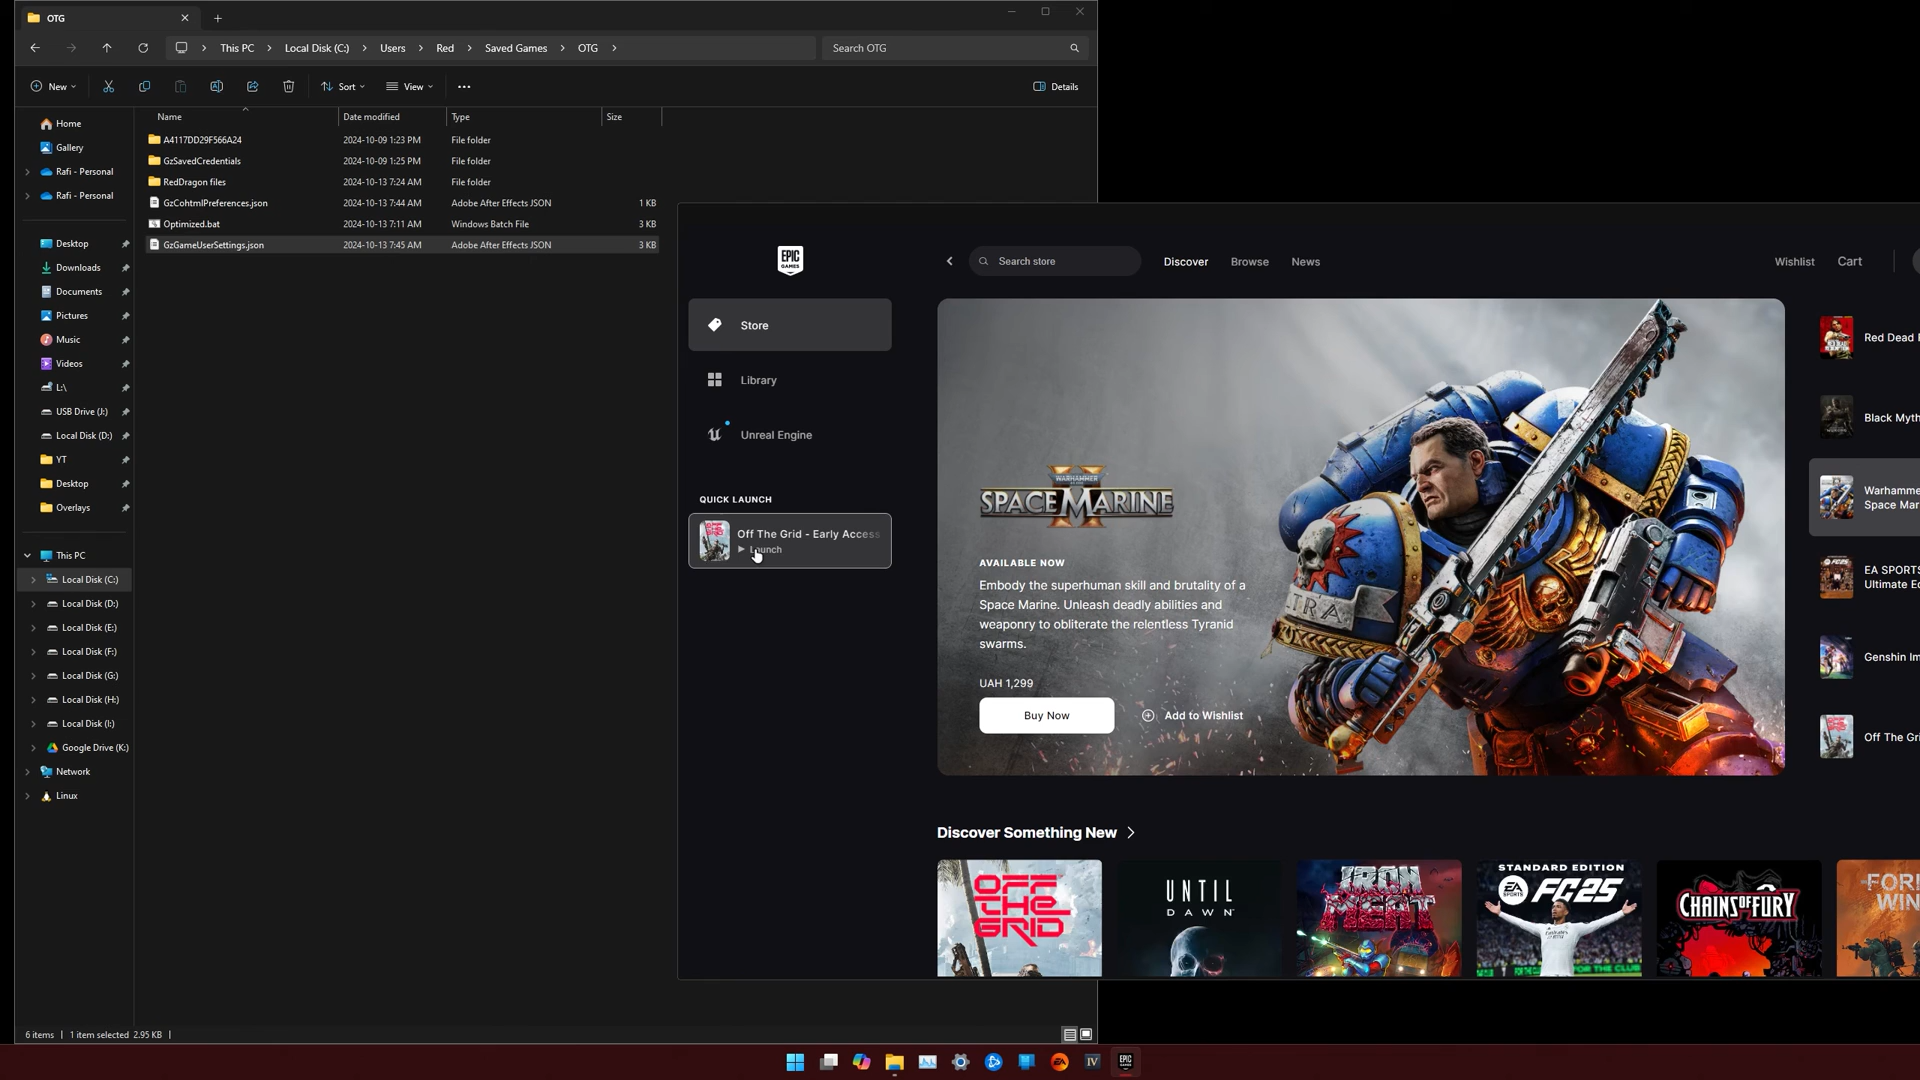 OTG
This PC
Local Disk (C:)
Users
Red
Saved Games
OTG
Search OTG
New
Sort
View
Details
Name
Date modified
Type
Size
A4117DD29F566A24
2024-10-09 1:23 PM
File folder
GzSavedCredentials
2024-10-09 1:25 PM
File folder
RedDragon files
2024-10-13 7:24 AM
File folder
GzCohtmlPreferences.json
2024-10-13 7:44 AM
Adobe After Effects JSON
1 KB
Optimized.bat
2024-10-13 7:11 AM
Windows Batch File
3 KB
GzGameUserSettings.json
2024-10-13 7:45 AM
Adobe After Effects JSON
3 KB
Home
Gallery
Rafi - Personal
Rafi - Personal
Desktop
Downloads
Documents
Pictures
Music
Videos
L:\
USB Drive (J:)
Local Disk (D:)
YT
Desktop
Overlays
This PC
Local Disk (C:)
Local Disk (D:)
Local Disk (E:)
Local Disk (F:)
Local Disk (G:)
Local Disk (H:)
Local Disk (I:)
Google Drive (K:)
Network
Linux
6 items
1 item selected 2.95 KB
EPIC
GAMES
Search store
Discover
Browse
News
Wishlist
Cart
Store
Library
Unreal Engine
QUICK LAUNCH
Off The Grid - Early Access
Launch
WARHAMMER
SPACE MARINE
AVAILABLE NOW
Embody the superhuman skill and brutality of a
Space Marine. Unleash deadly abilities and
weaponry to obliterate the relentless Tyranid
swarms.
UAH 1,299
Buy Now
Add to Wishlist
Red Dead
Black Myth
Warhamme
Space Mar
EA SPORTS
Ultimate Ed
Genshin Im
Off The Gri
Discover Something New
OFF
THE
GRID
UNTIL
DAWN
IRON
MEAT
STANDARD EDITION
EA SPORTS
FC25
FOR THE CLUB
CHAINS OF FURY
IV
EPIC